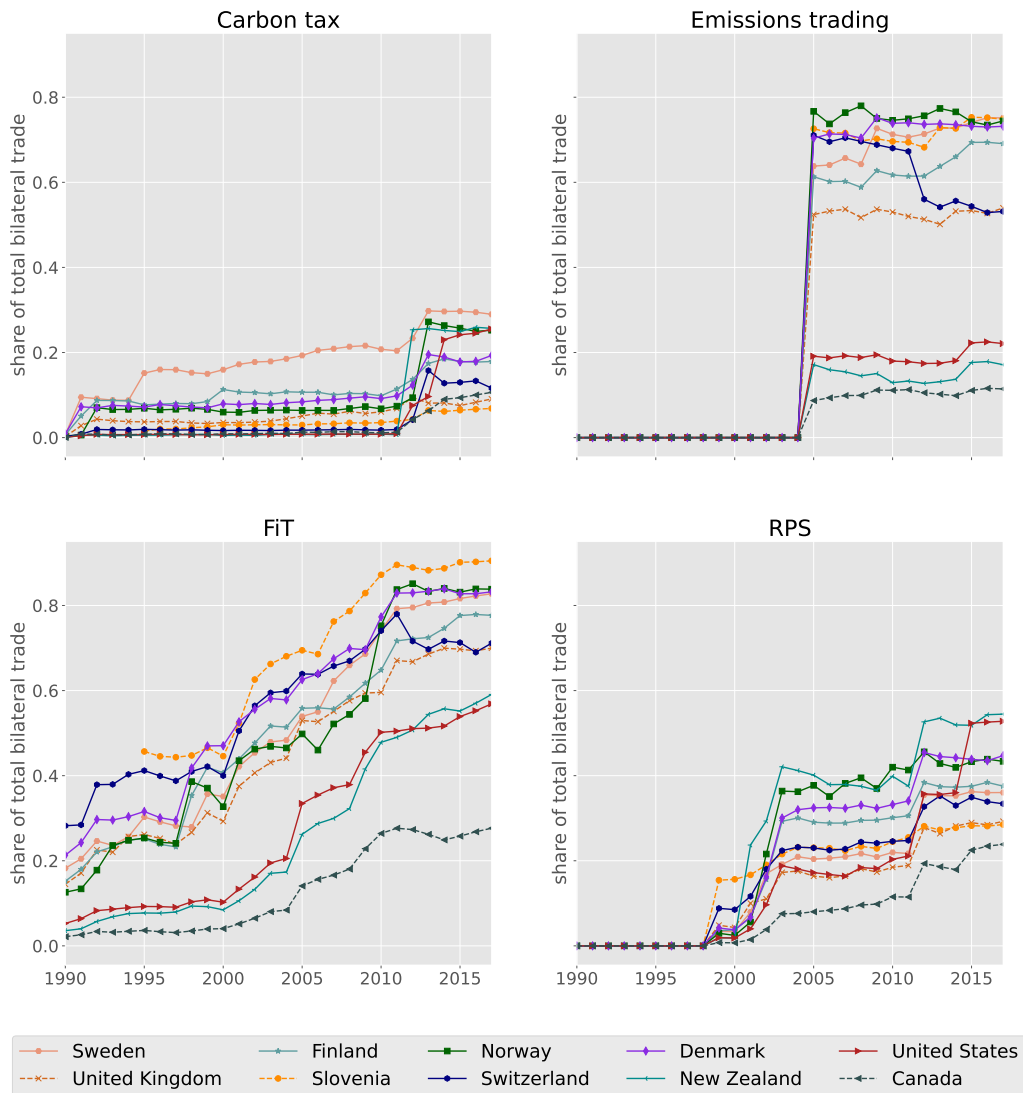 Carbon tax
Emissions trading
share of total bilateral trade
0.8
0.6
0.4
0.2
0.0
share of total bilateral trade
FiT
RPS
share of total bilateral trade
0.8
0.6
0.4
0.2
0.0
1990 1995 2000 2005 2010 2015
share of total bilateral trade
1990 1995 2000 2005 2010 2015
Sweden Finland Norway Denmark United States
United Kingdom Slovenia Switzerland New Zealand Canada